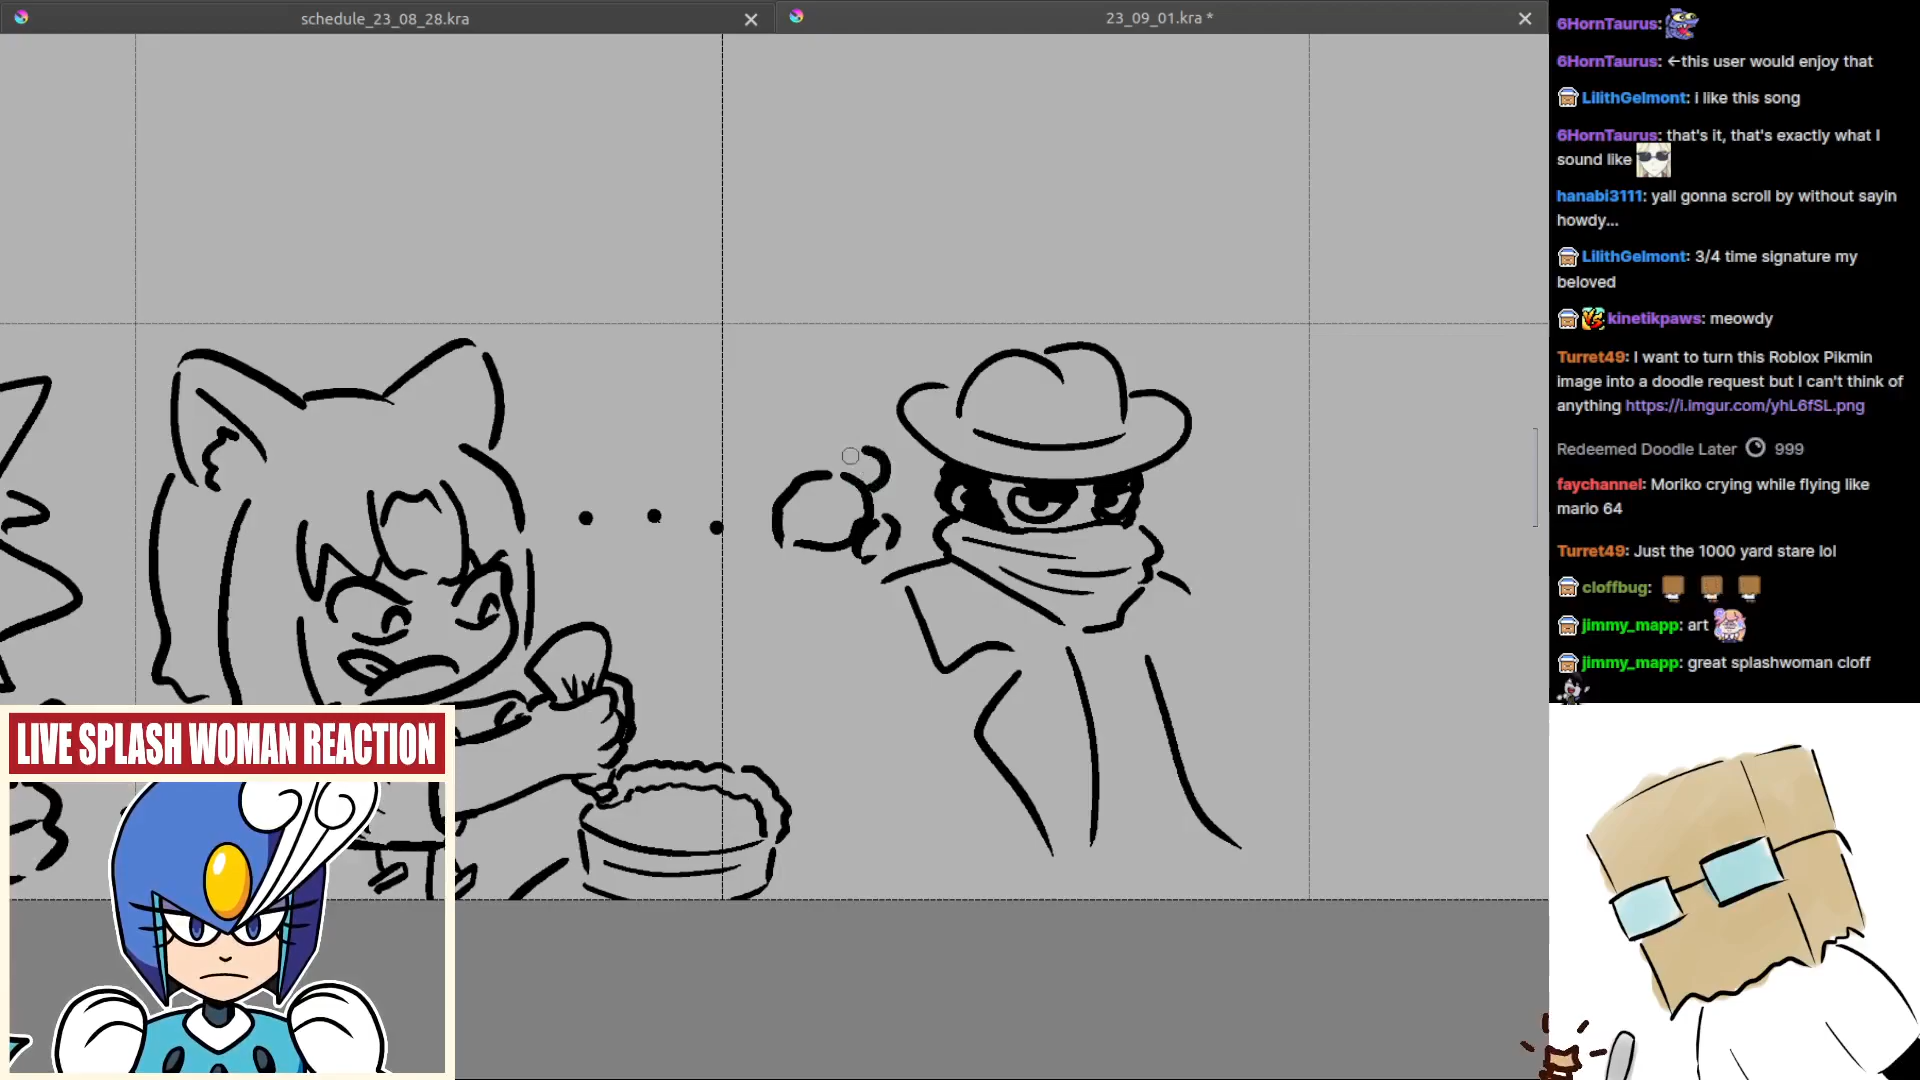 schedule_23_08_28.kra
23_09_01.kra *
6HornTaurus:
6HornTaurus: ←this user would enjoy that
LilithGelmont: i like this song
6HornTaurus: that's it, that's exactly what I
sound like
hanabi3111: yall gonna scroll by without sayin
howdy...
LilithGelmont: 3/4 time signature my
beloved
kinetikpaws: meowdy
Turret49: I want to turn this Roblox Pikmin
image into a doodle request but I can't think of
anything https://i.imgur.com/yhL6fSL.png
Redeemed Doodle Later 999
faychannel: Moriko crying while flying like
mario 64
Turret49: Just the 1000 yard stare lol
cloffbug:
jimmy_mapp: art
jimmy_mapp: great splashwoman cloff
LIVE SPLASH WOMAN REACTION